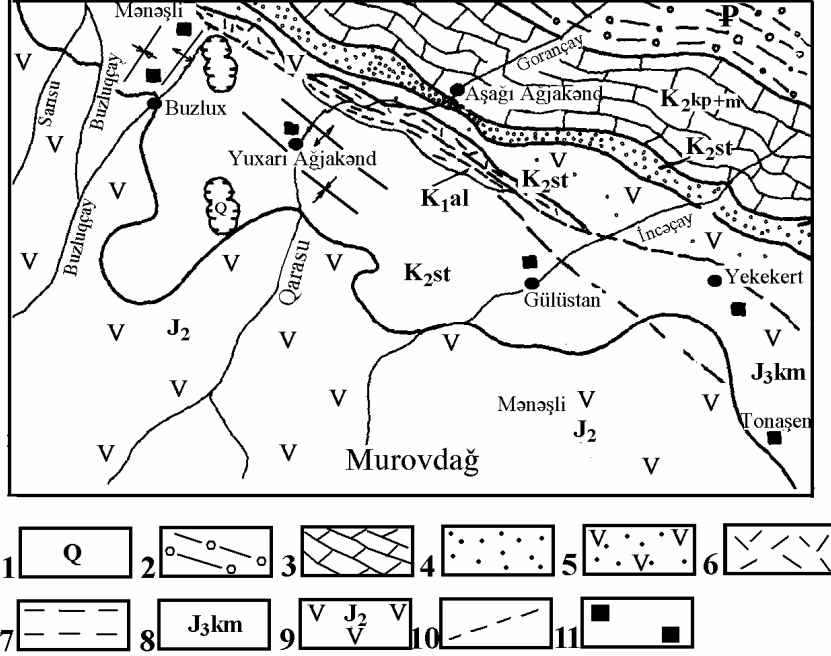 Mənəşli
P
V
Gorançay
V
V
Sarısu
Buzluqçay
Buzlux
Aşağı Ağjakənd
K₂kp+m
V
Yuxarı Ağjakənd
K₂st
V
V
K₂st
K₁al
V
Q
İncəçay
V
Buzluqçay
V
V
V
Qarasu
K₂st
Yekekert
Gülüstan
V
J₂
V
V
V
J₃km
V
V
Mənəşli
V
V
J₂
Tonaşen
V
V
Murovdağ
V
1 Q 2 3 4 5 V V V 6
7 8 J₃km 9 V J₂ V V 10 11